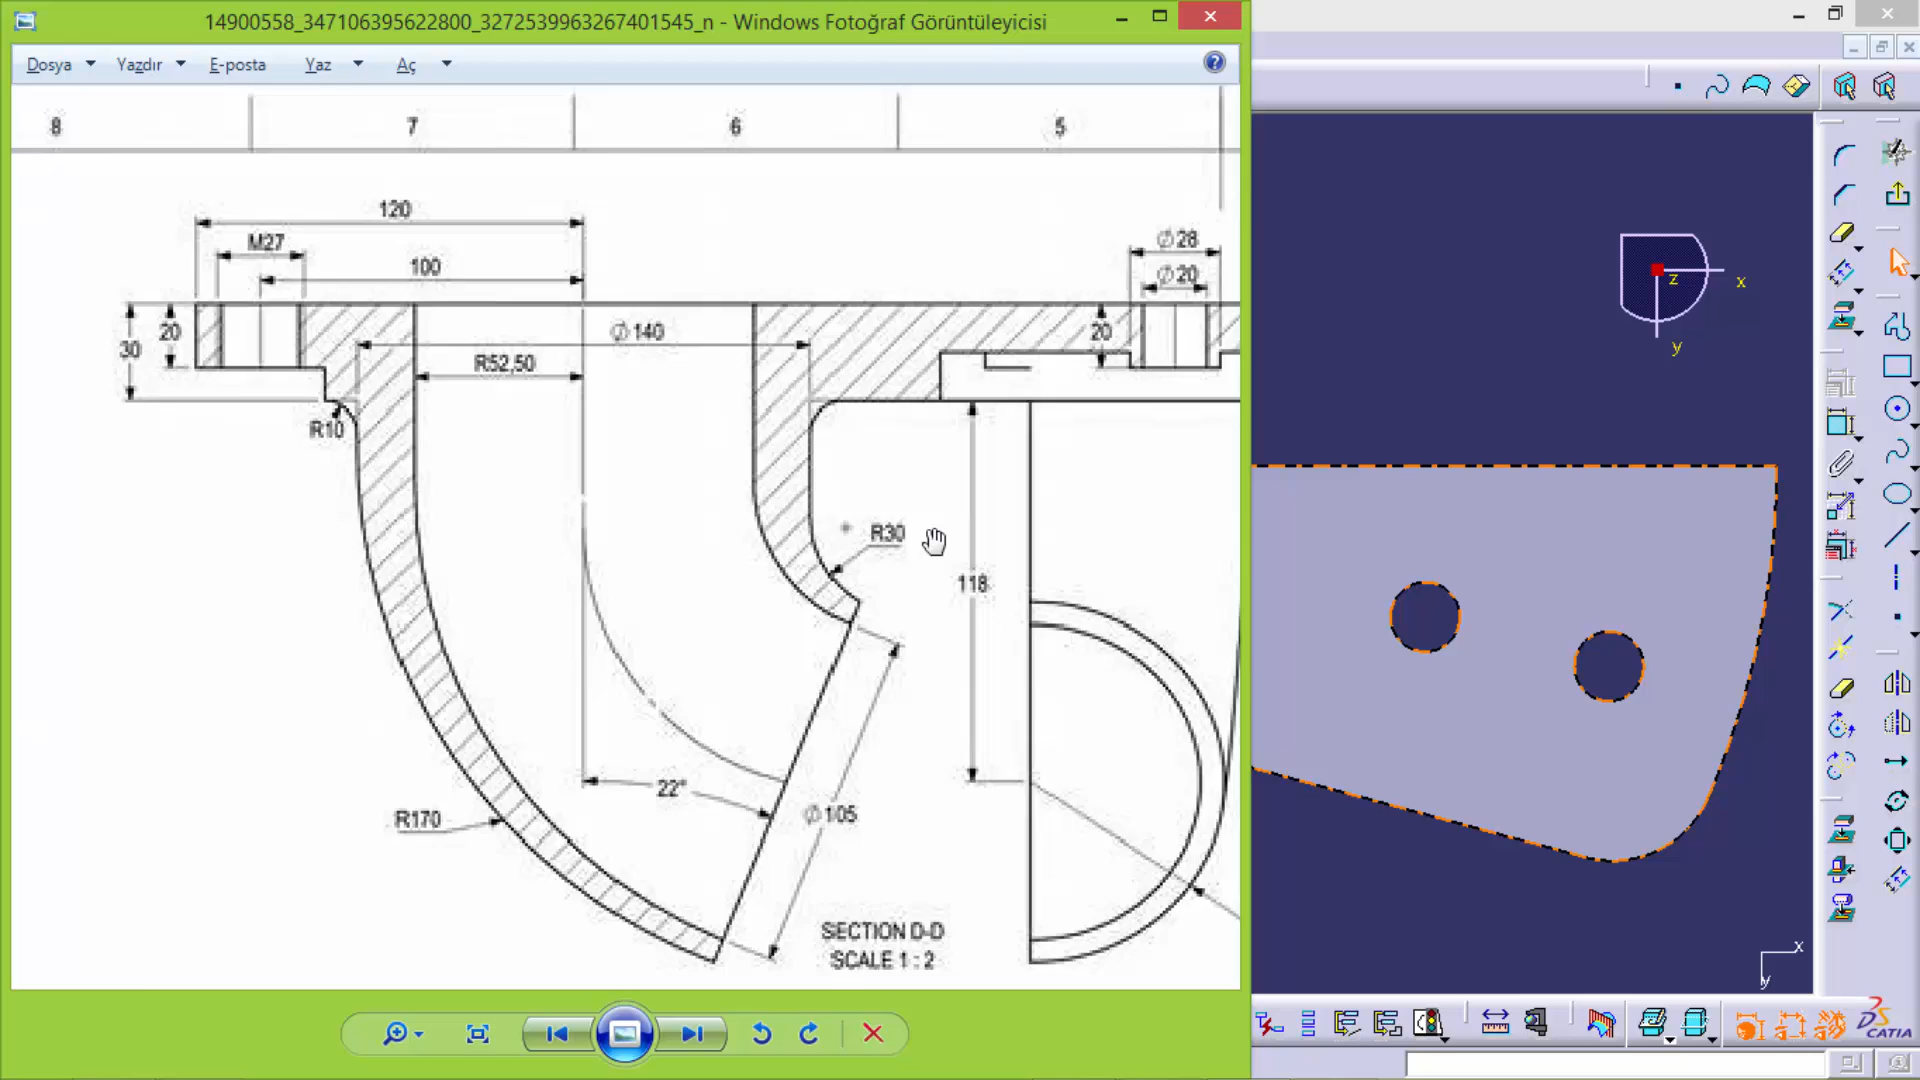 14900558_347106395622800_3272539963267401545_n - Windows Fotoğraf Görüntüleyicisi
Dosya Yazdır E-posta Yaz Aç
8 7 6 5
120
M27
100
Ø28
Ø20
20
30
Ø140
R52,50
20
R10
R30
118
22°
R170
Ø105
SECTION D-D
SCALE 1 : 2
z
x
y
x
y
CATIA